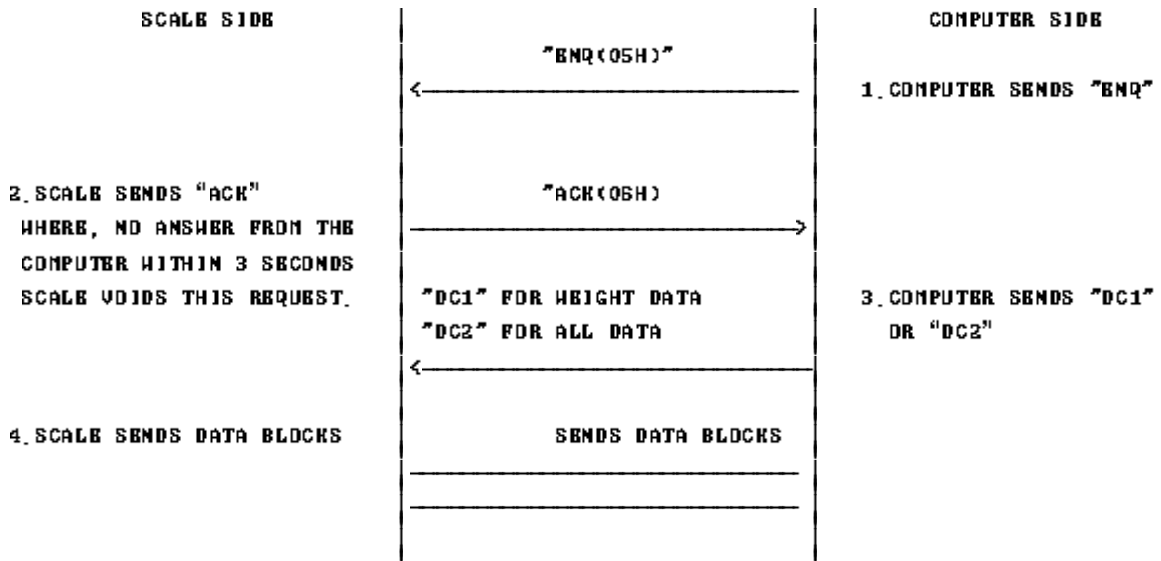 SCALE SIDE
COMPUTER SIDE
"ENQ(05H)"
1.COMPUTER SENDS "ENQ"
2.SCALE SENDS “ACK”
WHERE, NO ANSWER FROM THE
COMPUTER WITHIN 3 SECONDS
SCALE VOIDS THIS REQUEST.
"ACK(06H)
"DC1" FOR WEIGHT DATA
"DC2" FOR ALL DATA
3.COMPUTER SENDS "DC1"
OR “DC2”
4.SCALE SENDS DATA BLOCKS
SENDS DATA BLOCKS